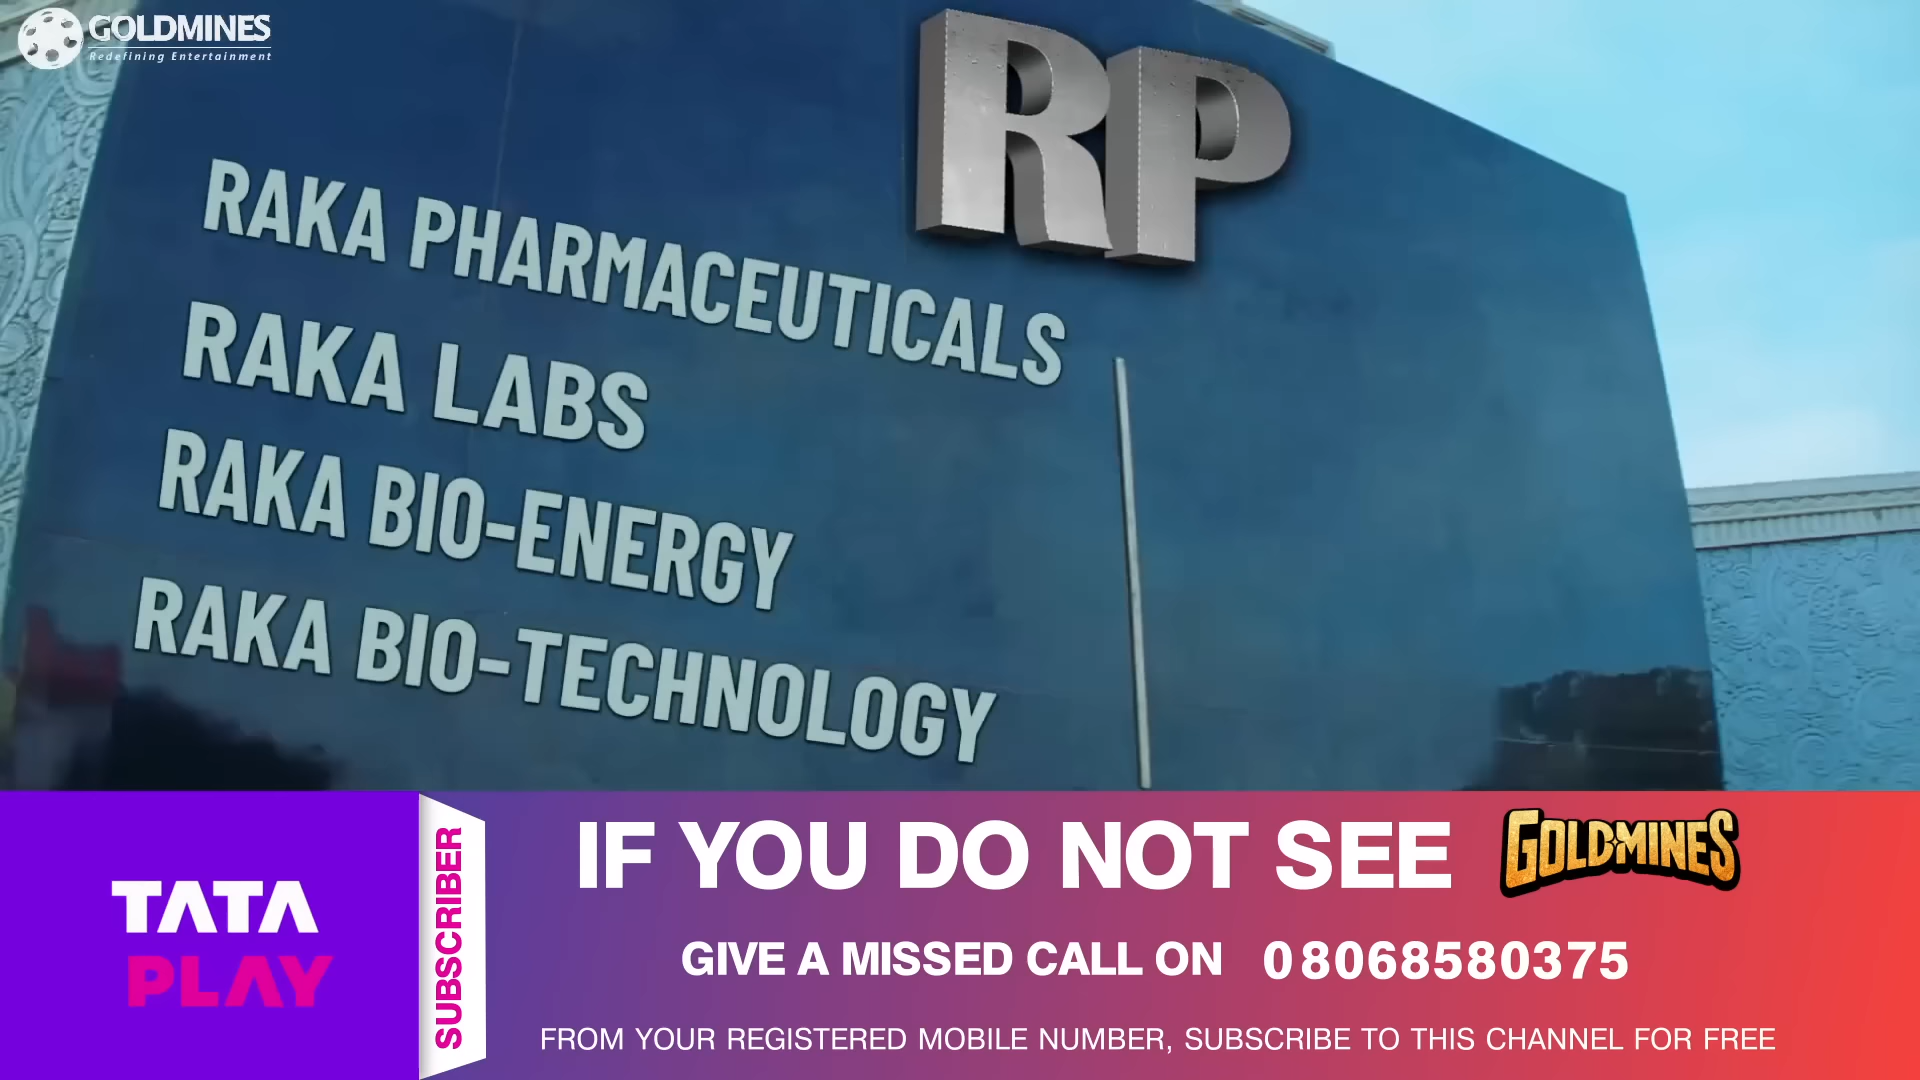 GOLDMINES
Redefining Entertainment
RP
RAKA PHARMACEUTICALS
RAKA LABS
RAKA BIO-ENERGY
RAKA BIO-TECHNOLOGY
TATA
PLAY
SUBSCRIBER
IF YOU DO NOT SEE GOLDMINES
GIVE A MISSED CALL ON 08068580375
FROM YOUR REGISTERED MOBILE NUMBER, SUBSCRIBE TO THIS CHANNEL FOR FREE